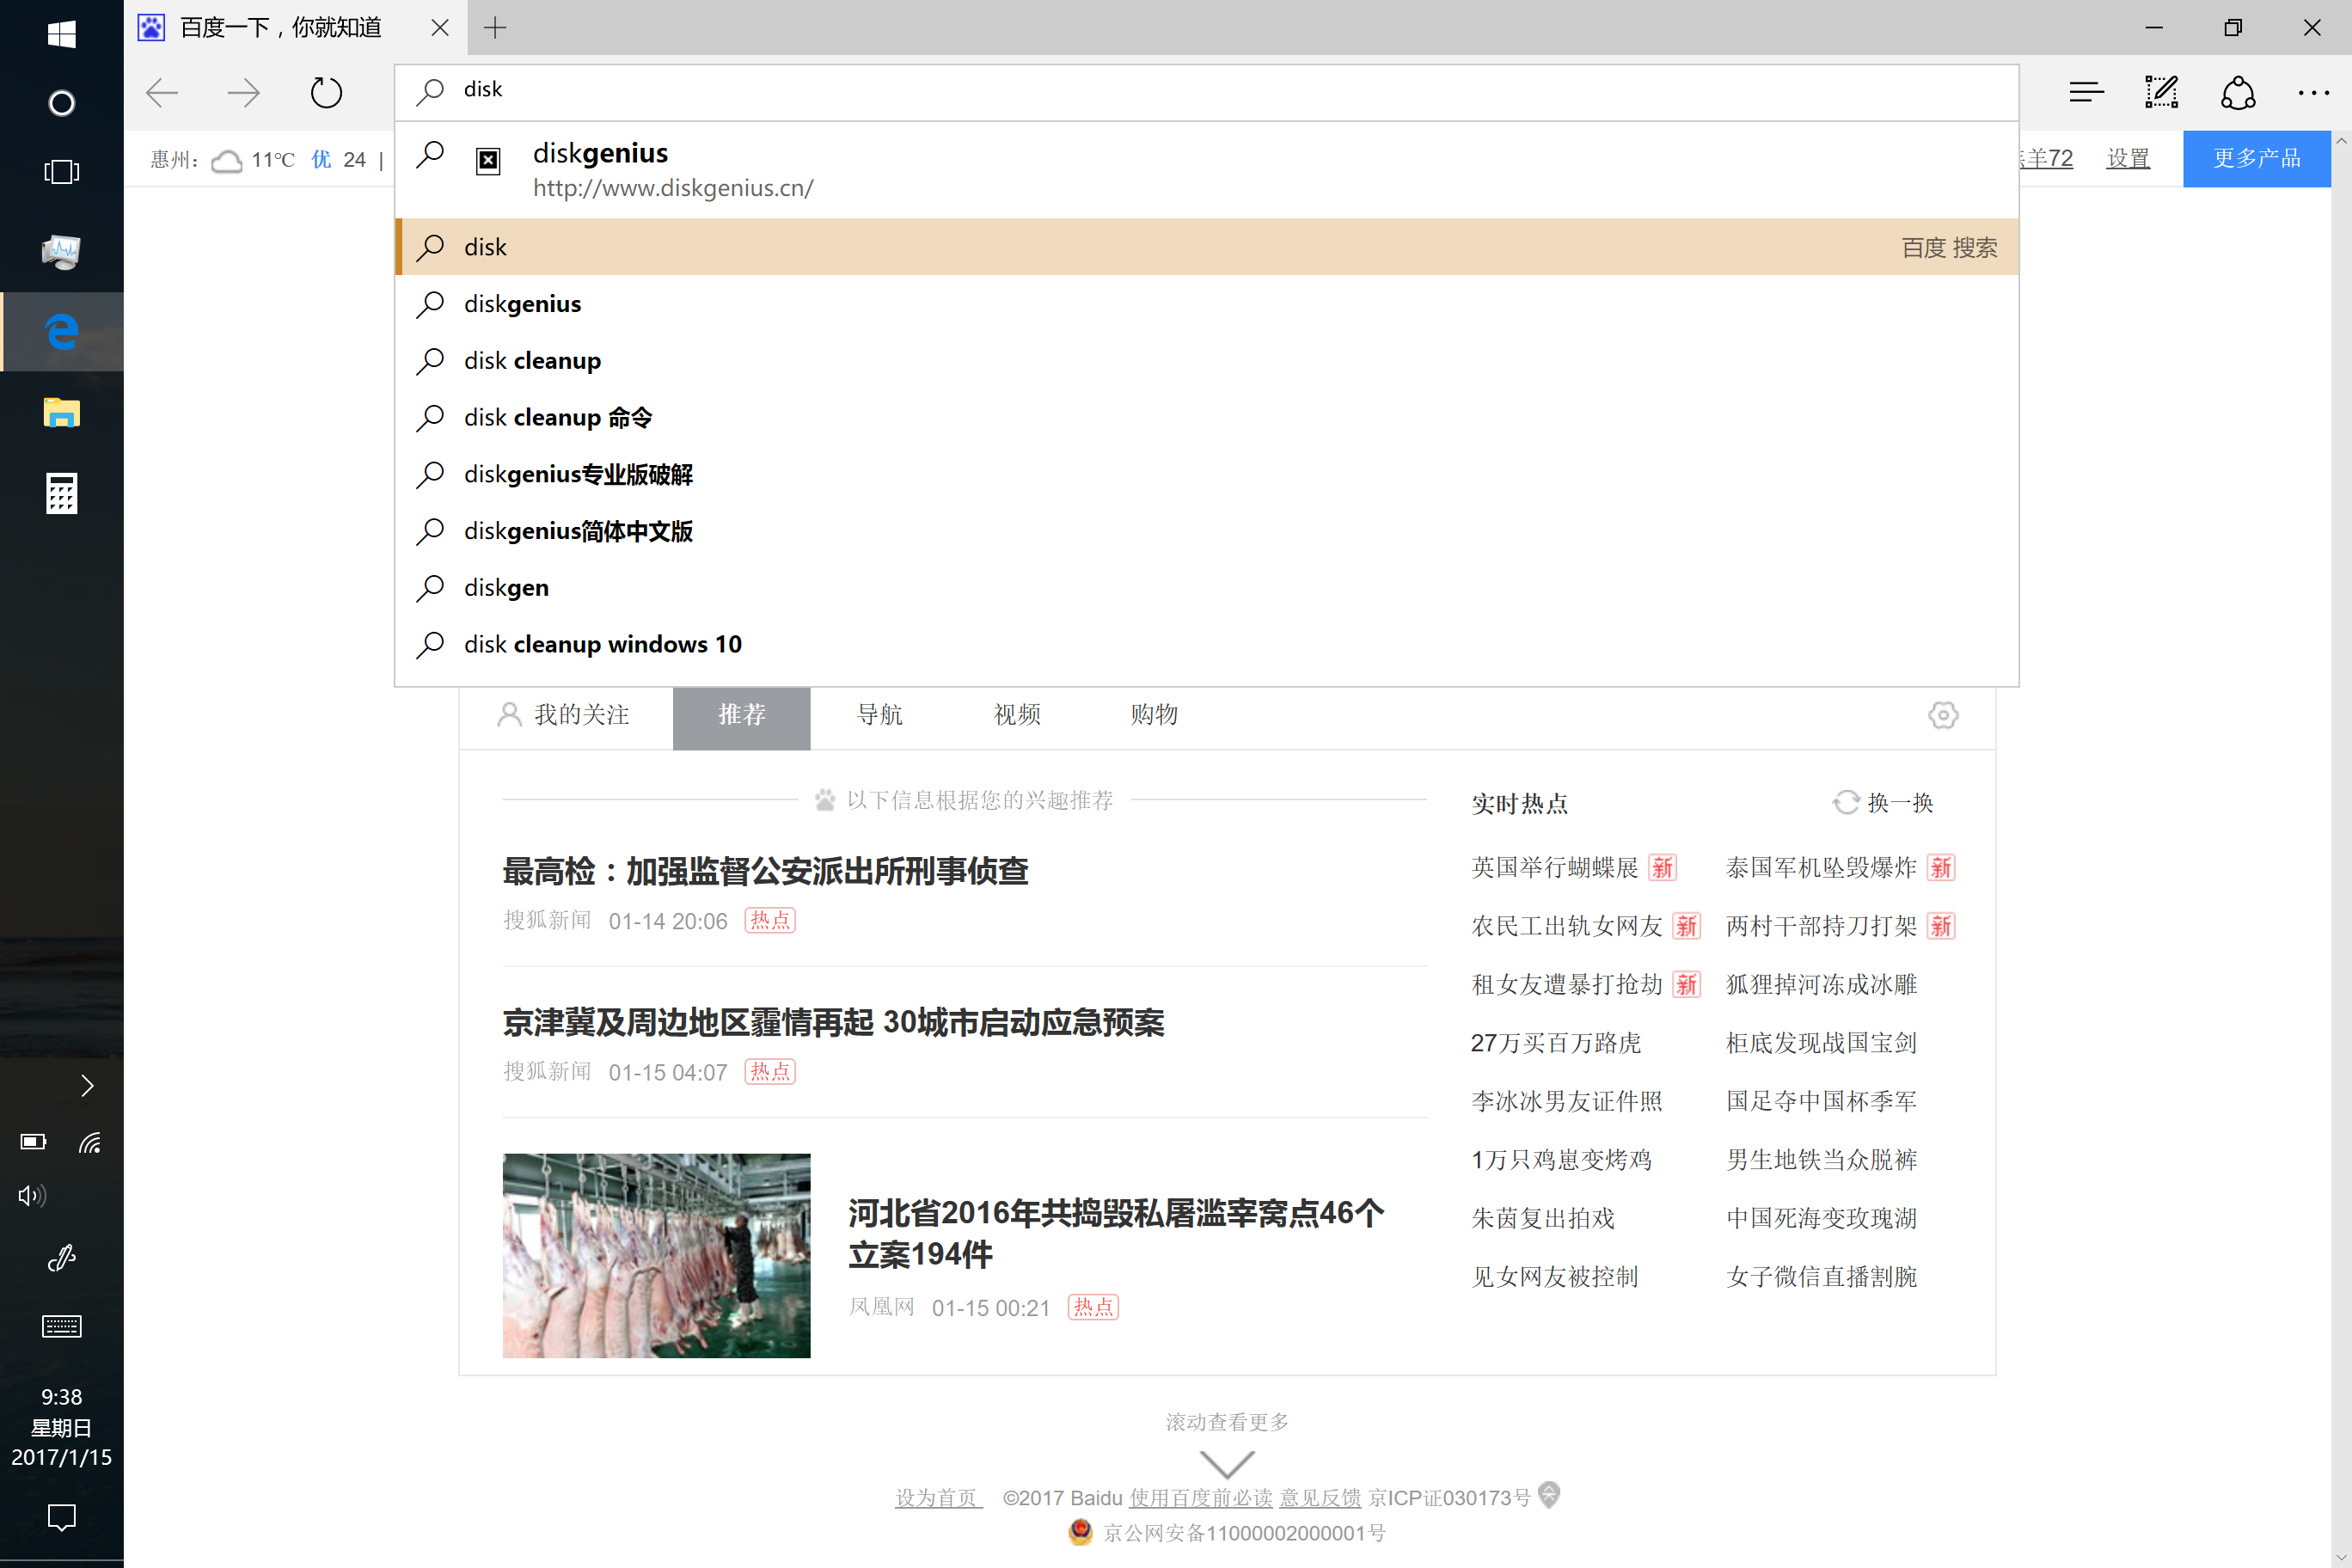 百度一下，你就知道
disk
惠州： 11℃ 优 24 |
羊72 设置 更多产品
diskgenius
http://www.diskgenius.cn/
disk 百度 搜索
diskgenius
disk cleanup
disk cleanup 命令
diskgenius专业版破解
diskgenius简体中文版
diskgen
disk cleanup windows 10
我的关注 推荐 导航 视频 购物
以下信息根据您的兴趣推荐
最高检：加强监督公安派出所刑事侦查
搜狐新闻 01-14 20:06 热点
京津冀及周边地区霾情再起 30城市启动应急预案
搜狐新闻 01-15 04:07 热点
河北省2016年共捣毁私屠滥宰窝点46个
立案194件
凤凰网 01-15 00:21 热点
实时热点 换一换
英国举行蝴蝶展 新 泰国军机坠毁爆炸 新
农民工出轨女网友 新 两村干部持刀打架 新
租女友遭暴打抢劫 新 狐狸掉河冻成冰雕
27万买百万路虎 柜底发现战国宝剑
李冰冰男友证件照 国足夺中国杯季军
1万只鸡崽变烤鸡 男生地铁当众脱裤
朱茵复出拍戏 中国死海变玫瑰湖
见女网友被控制 女子微信直播割腕
滚动查看更多
设为首页 ©2017 Baidu 使用百度前必读 意见反馈 京ICP证030173号
京公网安备11000002000001号
9:38
星期日
2017/1/15